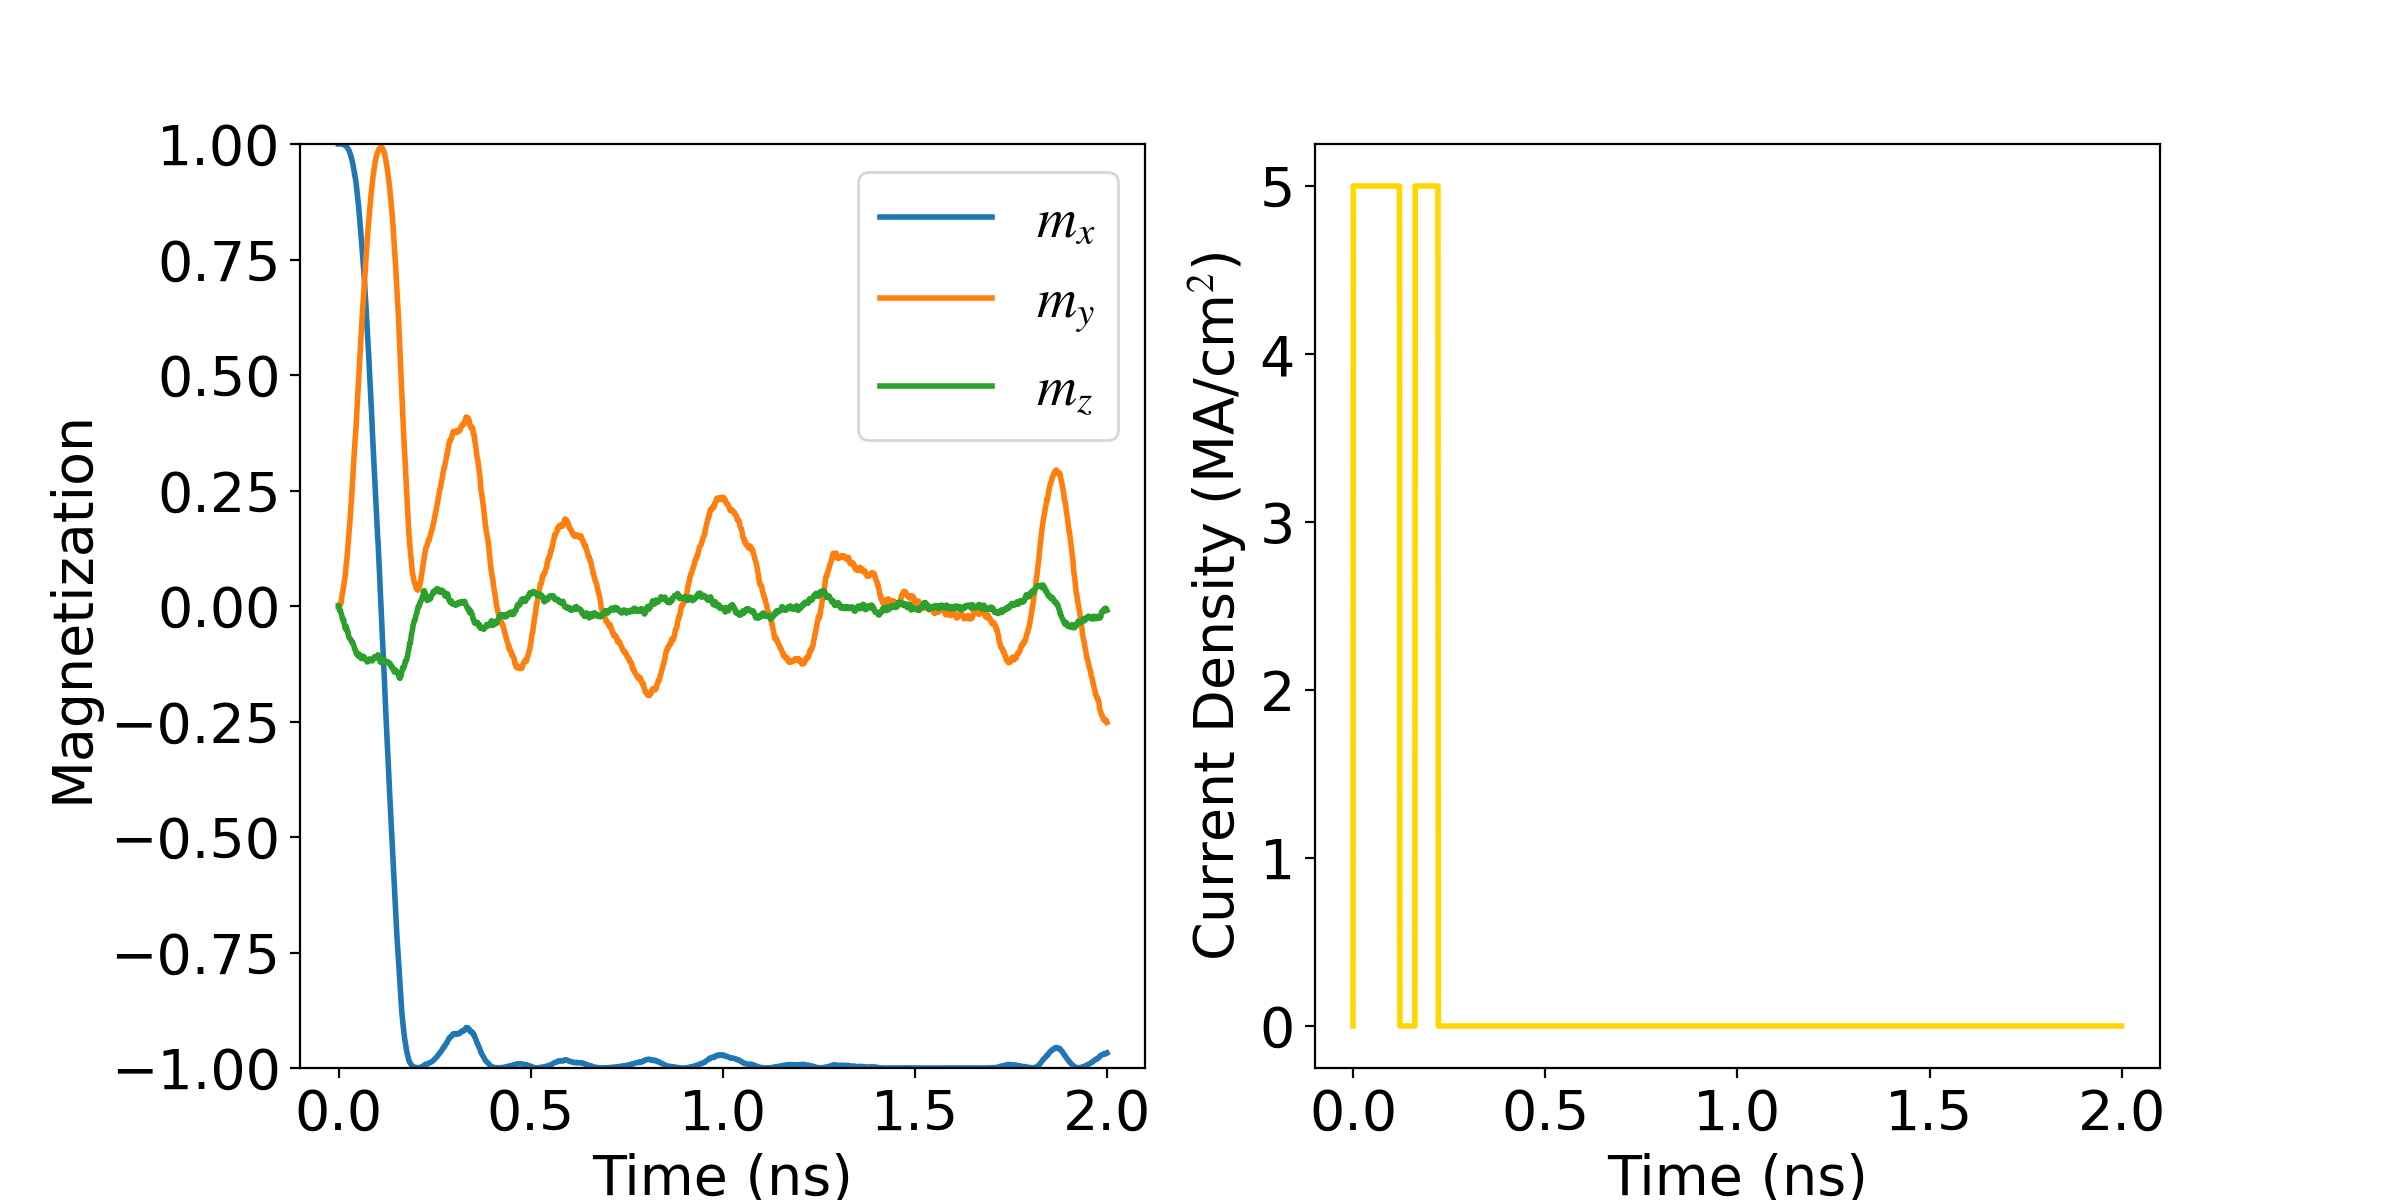 Magnetization
1.00
0.75
0.50
0.25
0.00
−0.25
−0.50
−0.75
−1.00
0.0 0.5 1.0 1.5 2.0
Time (ns)
m_x
m_y
m_z
Current Density (MA/cm²)
5
4
3
2
1
0
0.0 0.5 1.0 1.5 2.0
Time (ns)